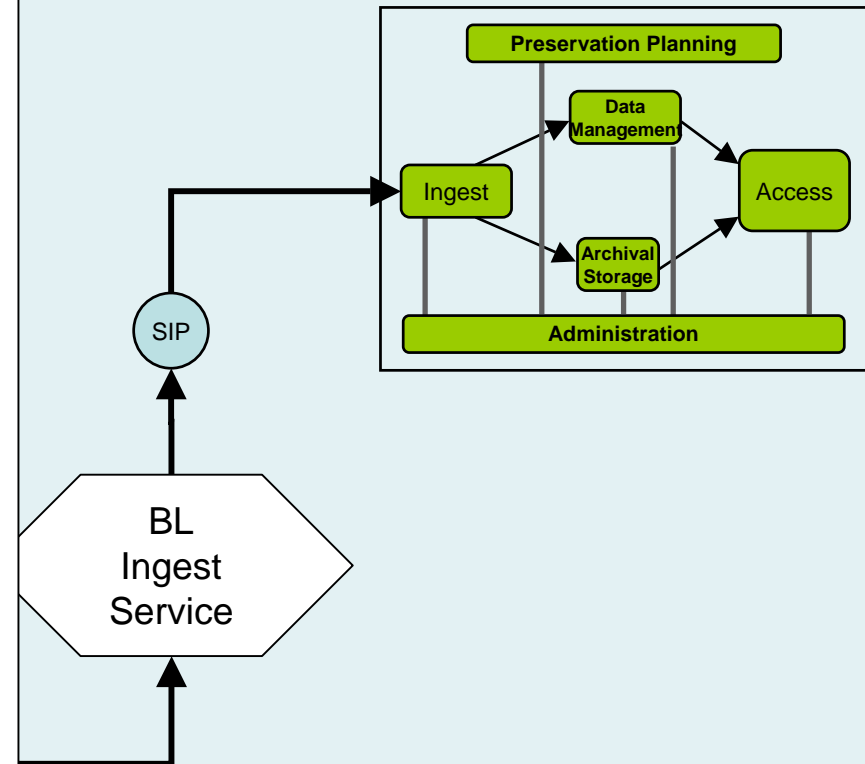 Preservation Planning
Data
Management
Ingest
Access
Archival
Storage
SIP
Administration
BL
Ingest
Service